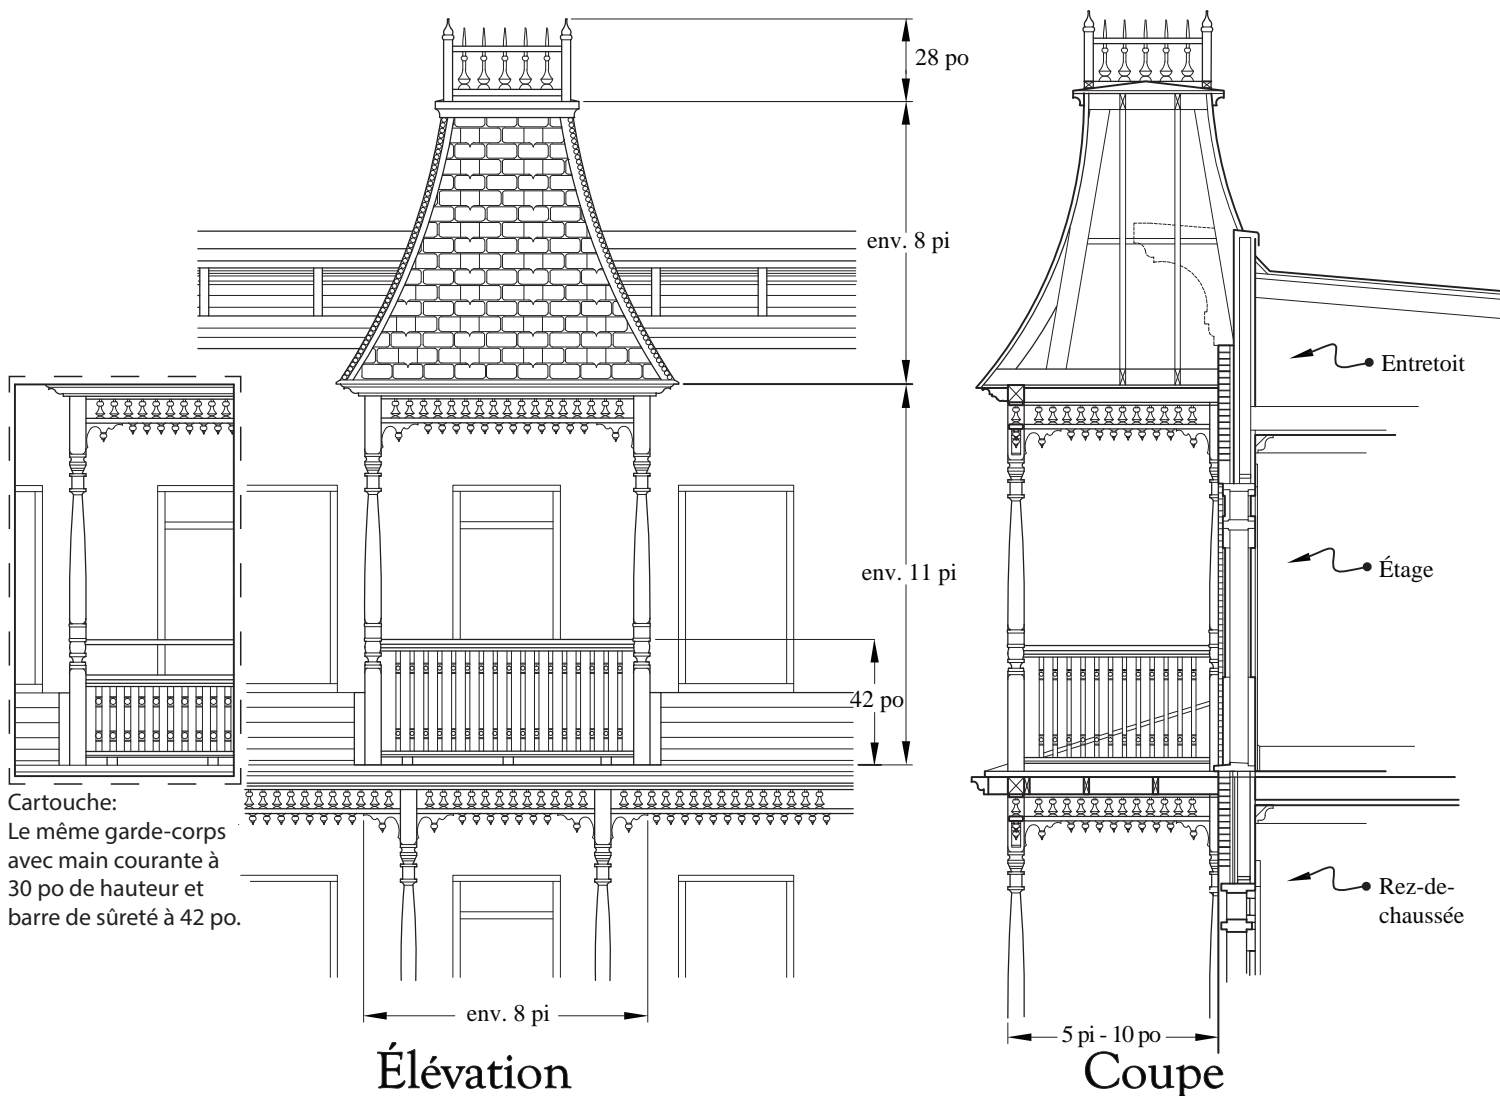 28 po
env. 8 pi
Entretoit
env. 11 pi
Étage
42 po
Cartouche:
Le même garde-corps
avec main courante à
30 po de hauteur et
barre de sûreté à 42 po.
Rez-de-
chaussée
env. 8 pi
5 pi - 10 po
Élévation
Coupe